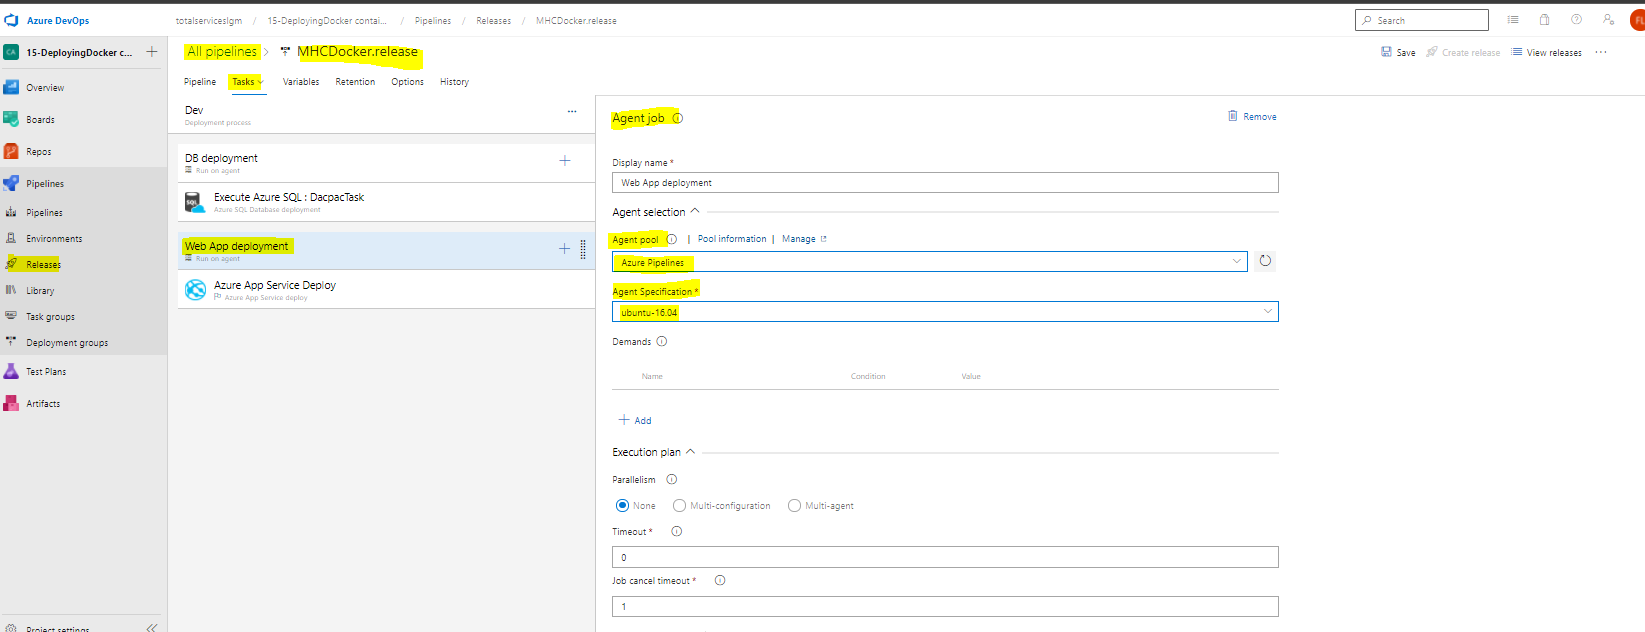 Azure DevOps
totalserviceslgm / 15-DeployingDocker contai... / Pipelines / Releases / MHCDocker.release
Search
FL
CA 15-DeployingDocker c...
Overview
Boards
Repos
Pipelines
Pipelines
Environments
Releases
Library
Task groups
Deployment groups
Test Plans
Artifacts
Project settings
All pipelines > MHCDocker.release
Save
Create release
View releases
Pipeline
Tasks
Variables
Retention
Options
History
Dev
Deployment process
DB deployment
Run on agent
SQL
Execute Azure SQL : DacpacTask
Azure SQL Database deployment
Web App deployment
Run on agent
Azure App Service Deploy
Azure App Service deploy
Agent job
Remove
Display name *
Web App deployment
Agent selection
Agent pool | Pool information | Manage
Azure Pipelines
Agent Specification *
ubuntu-16.04
Demands
Name Condition Value
Add
Execution plan
Parallelism
None Multi-configuration Multi-agent
Timeout *
0
Job cancel timeout *
1